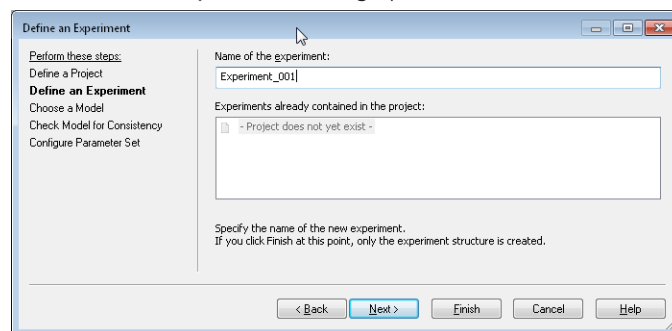 Define an Experiment
Perform these steps:
Define a Project
Define an Experiment
Choose a Model
Check Model for Consistency
Configure Parameter Set
Name of the experiment:
Experiment_001
Experiments already contained in the project:
- Project does not yet exist -
Specify the name of the new experiment.
If you click Finish at this point, only the experiment structure is created.
< Back
Next >
Finish
Cancel
Help